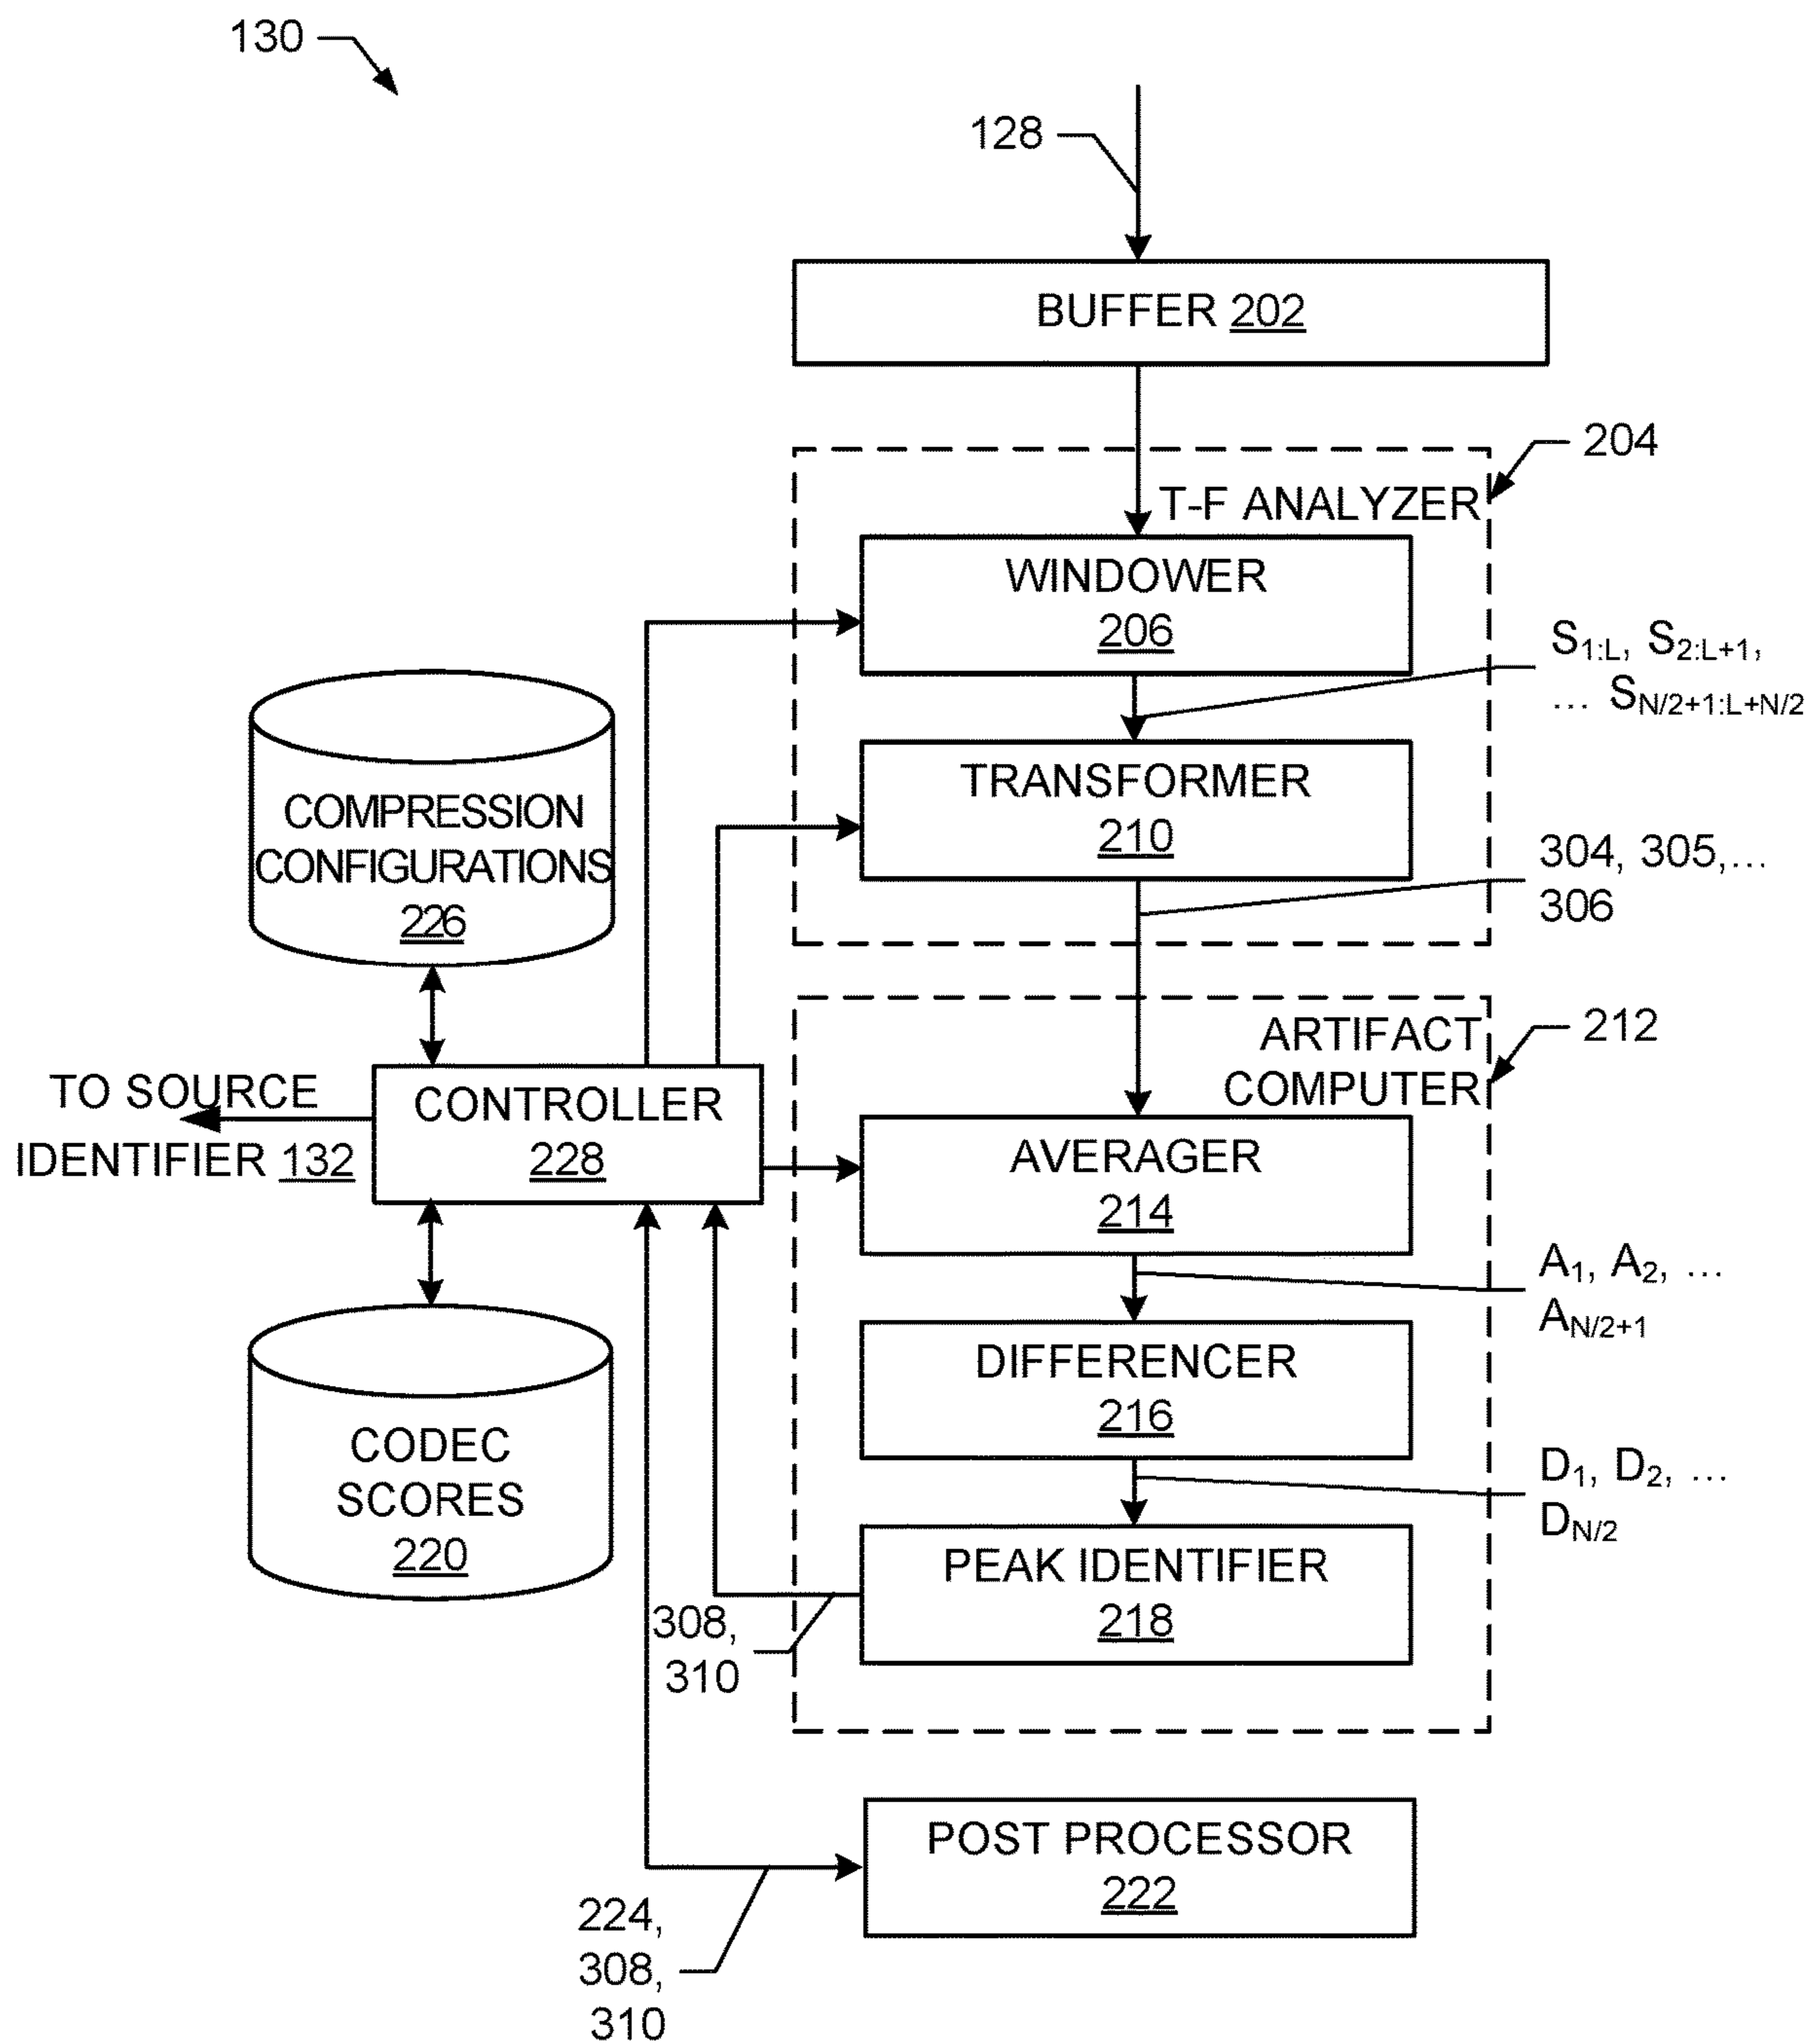 130
128
BUFFER 202
204
T-F ANALYZER
WINDOWER
206
S1:L, S2:L+1,
... SN/2+1:L+N/2
TRANSFORMER
210
304, 305,...
306
COMPRESSION
CONFIGURATIONS
226
ARTIFACT
COMPUTER
212
TO SOURCE
IDENTIFIER 132
CONTROLLER
228
AVERAGER
214
A1, A2, ...
AN/2+1
DIFFERENCER
216
CODEC
SCORES
220
D1, D2, ...
DN/2
PEAK IDENTIFIER
218
308,
310
POST PROCESSOR
222
224,
308,
310